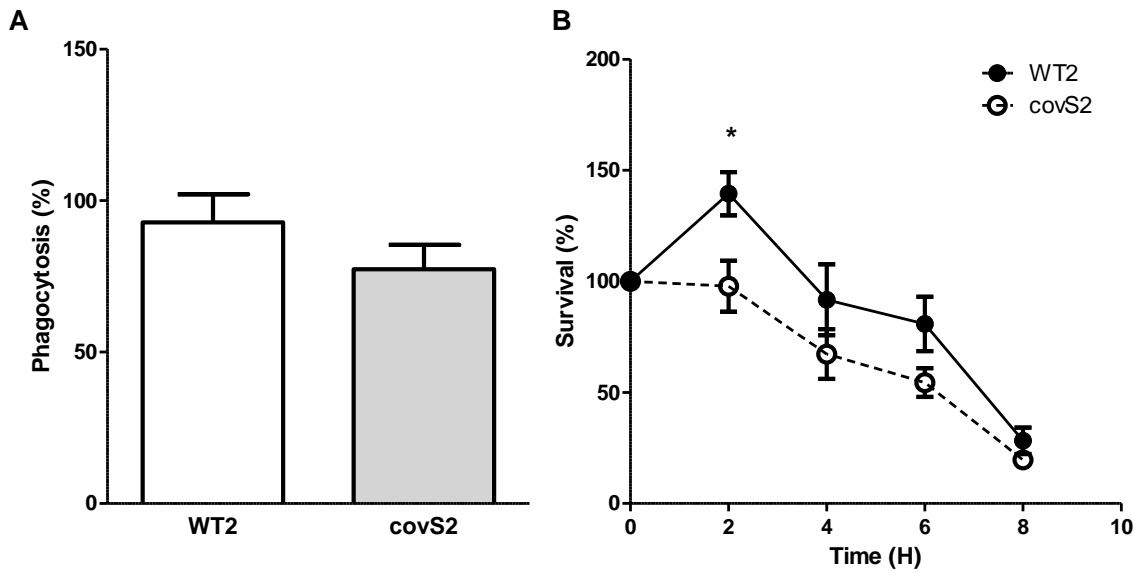 A
Phagocytosis (%)
150
100
50
0
WT2
covS2
B
Survival (%)
200
150
100
50
0
*
WT2
covS2
0 2 4 6 8 10
Time (H)